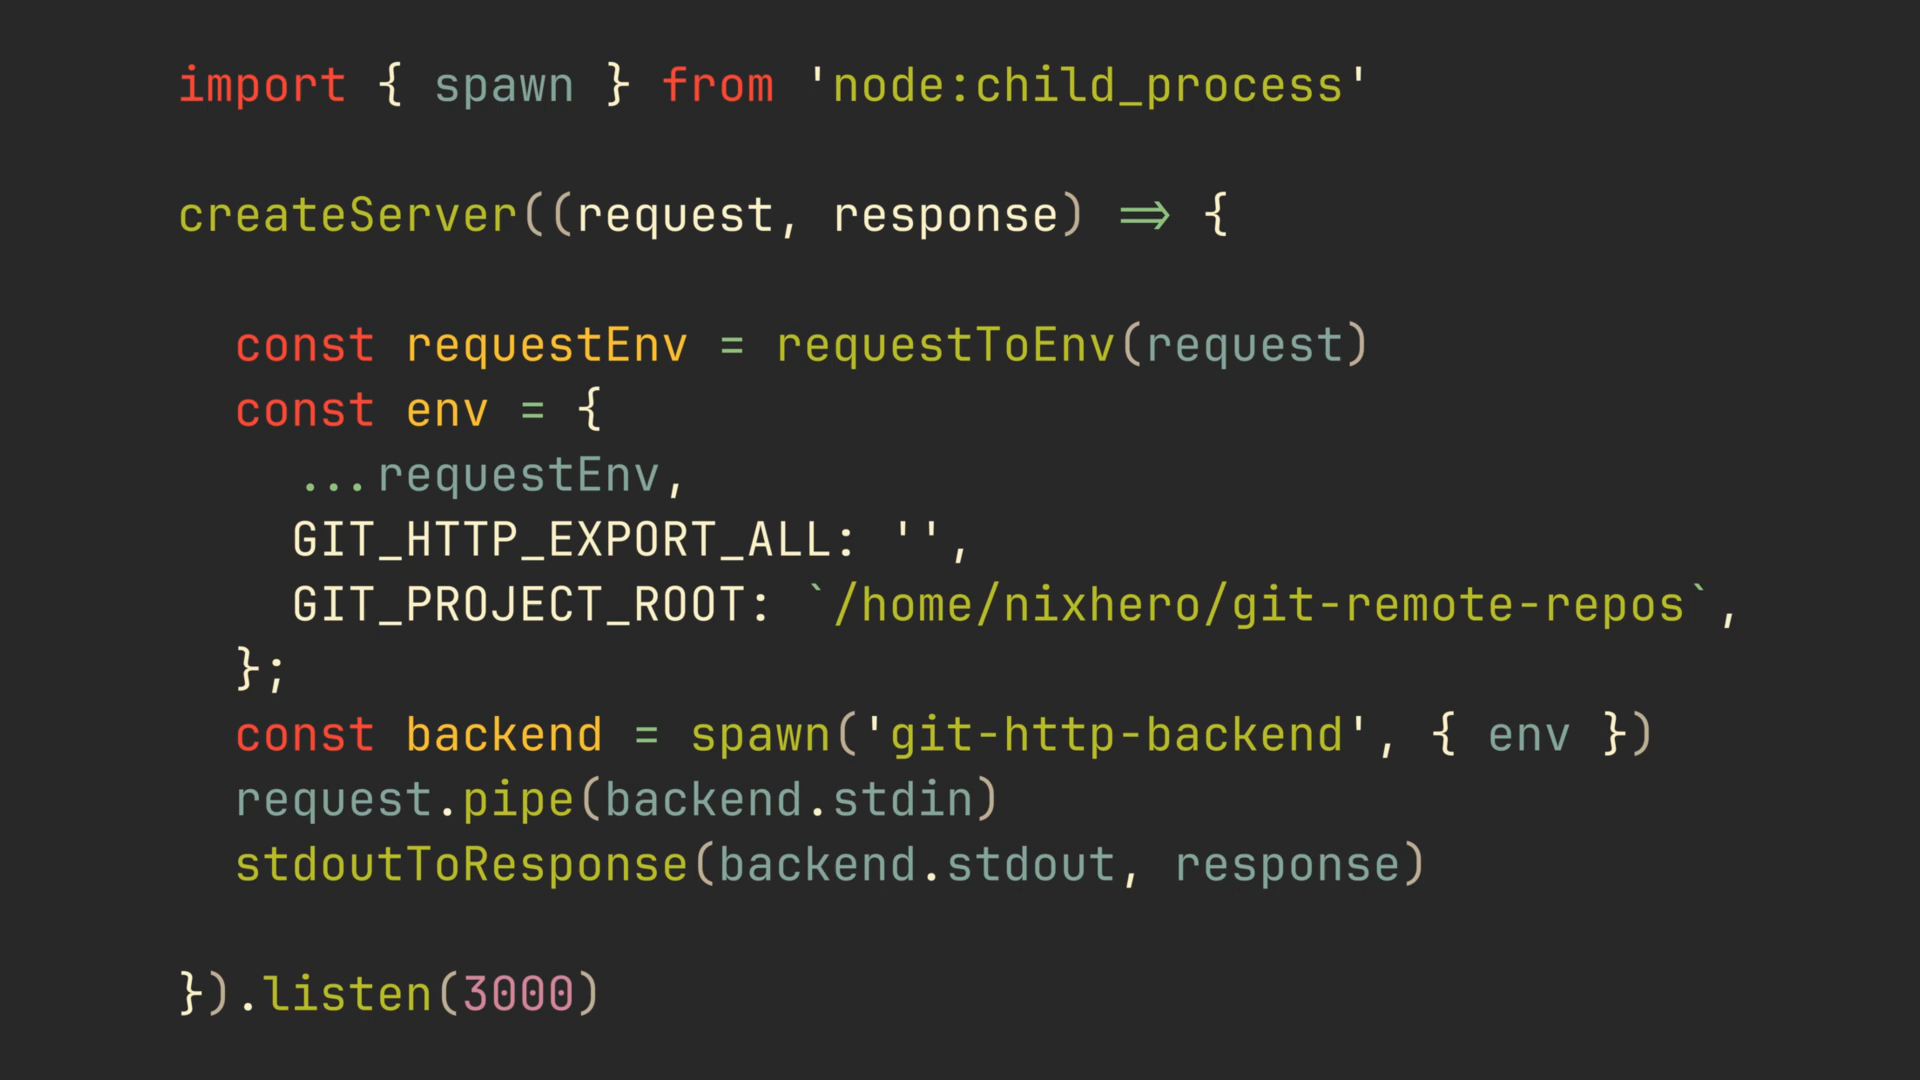 import { spawn } from 'node:child_process'
createServer((request, response) => {
const requestEnv = requestToEnv(request)
const env = {
...requestEnv,
GIT_HTTP_EXPORT_ALL: '',
GIT_PROJECT_ROOT: `/home/nixhero/git-remote-repos`,
};
const backend = spawn('git-http-backend', { env })
request.pipe(backend.stdin)
stdoutToResponse(backend.stdout, response)
}).listen(3000)